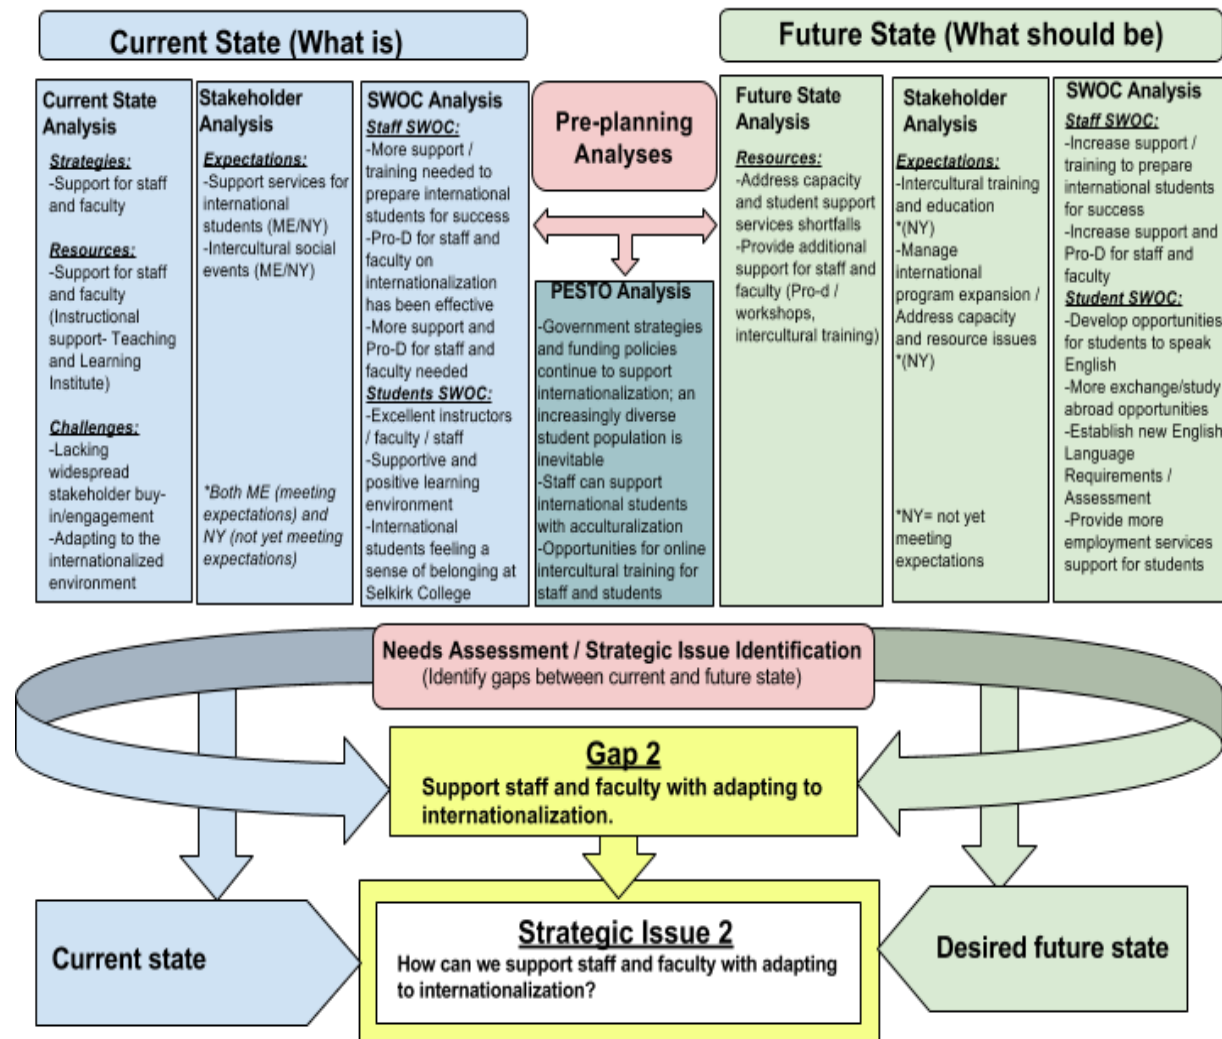 Current State (What is)
Future State (What should be)
Current State
Analysis
Strategies:
-Support for staff
and faculty
Resources:
-Support for staff
and faculty
(Instructional
support- Teaching
and Learning
Institute)
Challenges:
-Lacking
widespread
stakeholder buy-
in/engagement
-Adapting to the
internationalized
environment
Stakeholder
Analysis
Expectations:
-Support services for
international
students (ME/NY)
-Intercultural social
events (ME/NY)
*Both ME (meeting
expectations) and
NY (not yet meeting
expectations)
SWOC Analysis
Staff SWOC:
-More support /
training needed to
prepare international
students for success
-Pro-D for staff and
faculty on
internationalization
has been effective
-More support and
Pro-D for staff and
faculty needed
Students SWOC:
-Excellent instructors
/ faculty / staff
-Supportive and
positive learning
environment
-International
students feeling a
sense of belonging at
Selkirk College
Pre-planning
Analyses
PESTO Analysis
-Government strategies
and funding policies
continue to support
internationalization; an
increasingly diverse
student population is
inevitable
-Staff can support
international students
with acculturalization
-Opportunities for online
intercultural training for
staff and students
Future State
Analysis
Resources:
-Address capacity
and student support
services shortfalls
-Provide additional
support for staff and
faculty (Pro-d /
workshops,
intercultural training)
Stakeholder
Analysis
Expectations:
-Intercultural training
and education
*(NY)
-Manage
international
program expansion /
Address capacity
and resource issues
*(NY)
*NY= not yet
meeting
expectations
SWOC Analysis
Staff SWOC:
-Increase support /
training to prepare
international students
for success
-Increase support and
Pro-D for staff and
faculty
Student SWOC:
-Develop opportunities
for students to speak
English
-More exchange/study
abroad opportunities
-Establish new English
Language
Requirements /
Assessment
-Provide more
employment services
support for students
Needs Assessment / Strategic Issue Identification
(Identify gaps between current and future state)
Gap 2
Support staff and faculty with adapting to
internationalization.
Current state
Strategic Issue 2
How can we support staff and faculty with adapting
to internationalization?
Desired future state